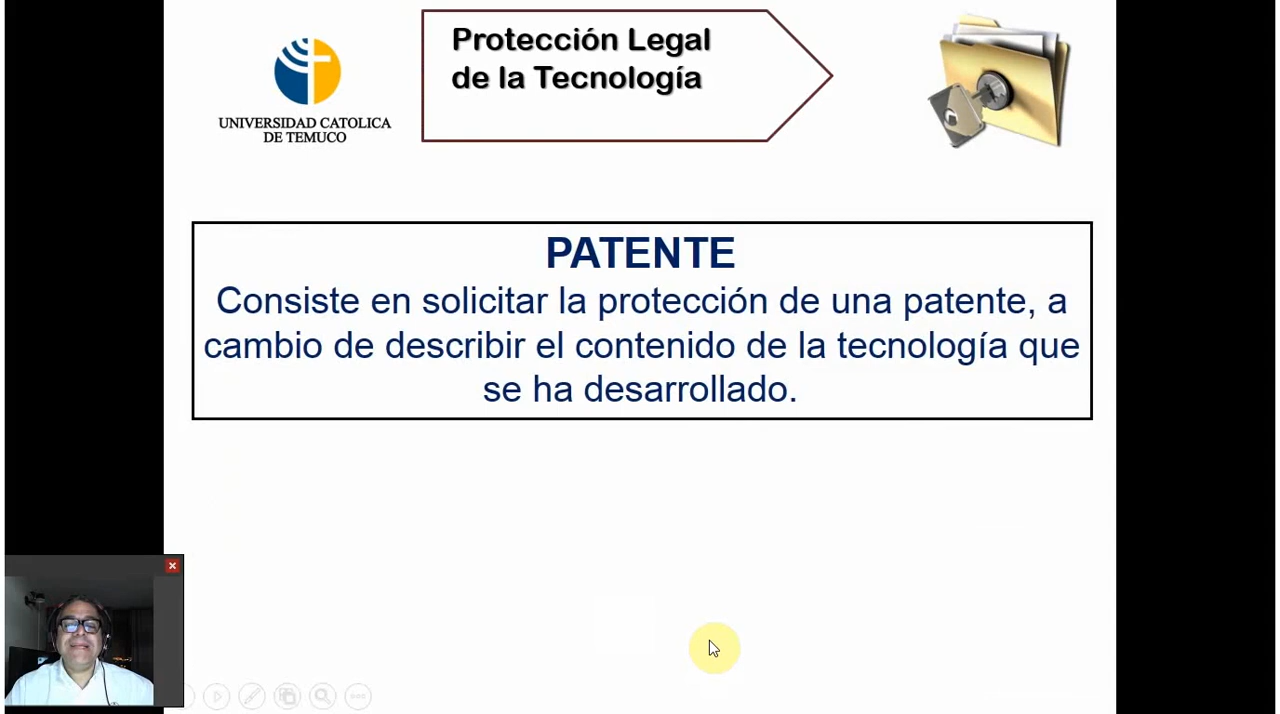 Protección Legal
de la Tecnología
UNIVERSIDAD CATOLICA
DE TEMUCO
PATENTE
Consiste en solicitar la protección de una patente, a
cambio de describir el contenido de la tecnología que
se ha desarrollado.